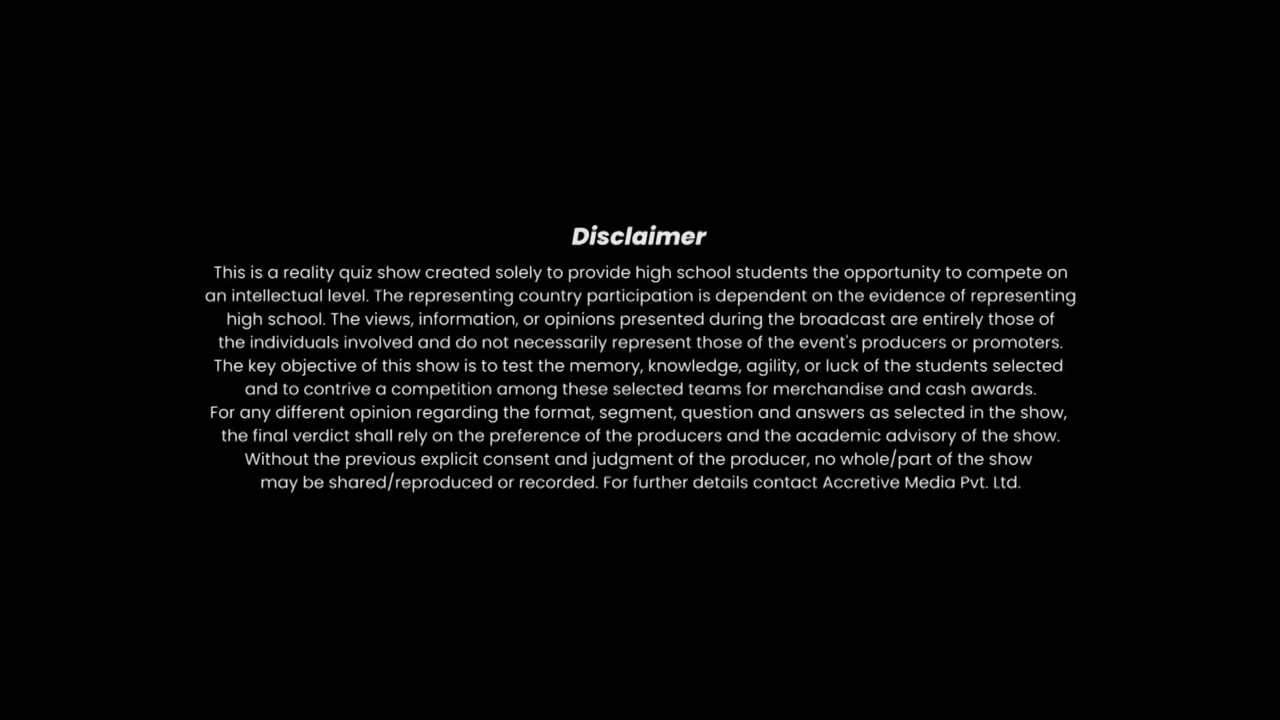 Disclaimer
This is a reality quiz show created solely to provide high school students the opportunity to compete on
an intellectual level. The representing country participation is dependent on the evidence of representing
high school. The views, information, or opinions presented during the broadcast are entirely those of
the individuals involved and do not necessarily represent those of the event's producers or promoters.
The key objective of this show is to test the memory, knowledge, agility, or luck of the students selected
and to contrive a competition among these selected teams for merchandise and cash awards.
For any different opinion regarding the format, segment, question and answers as selected in the show,
the final verdict shall rely on the preference of the producers and the academic advisory of the show.
Without the previous explicit consent and judgment of the producer, no whole/part of the show
may be shared/reproduced or recorded. For further details contact Accretive Media Pvt. Ltd.